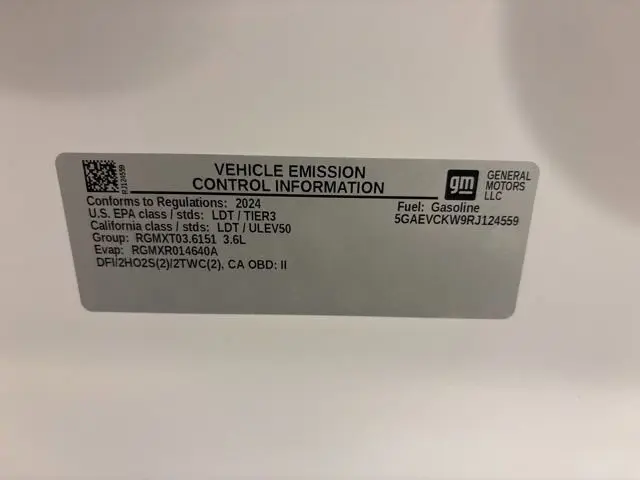 RJ124559
VEHICLE EMISSION
CONTROL INFORMATION
gm
GENERAL
MOTORS
LLC
Conforms to Regulations: 2024
U.S. EPA class / stds: LDT / TIER3
California class / stds: LDT / ULEV50
Group: RGMXT03.6151 3.6L
Evap: RGMXR014640A
DFI/2HO2S(2)/2TWC(2), CA OBD: II
Fuel: Gasoline
5GAEVCKW9RJ124559